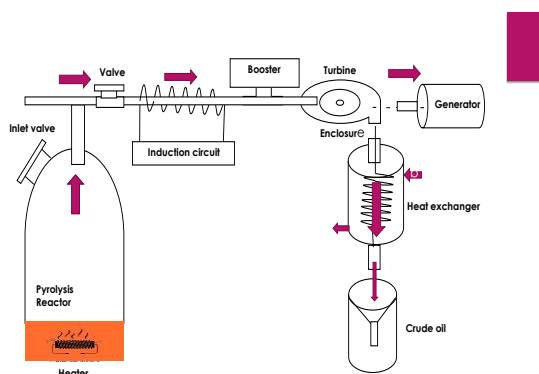 Valve
Booster
Turbine
Generator
Inlet valve
Enclosure
Induction circuit
Heat exchanger
Pyrolysis
Reactor
Crude oil
Heater